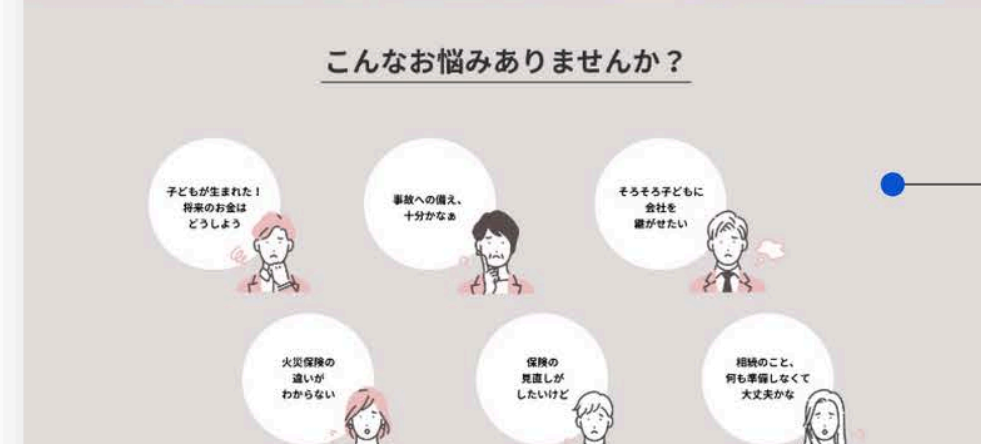 こんなお悩みありませんか？
子どもが生まれた！
将来のお金は
どうしよう
事故への備え、
十分かなぁ
そろそろ子どもに
会社を
継がせたい
火災保険の
違いが
わからない
保険の
見直しが
したいけど
相続のこと、
何も準備しなくて
大丈夫かな